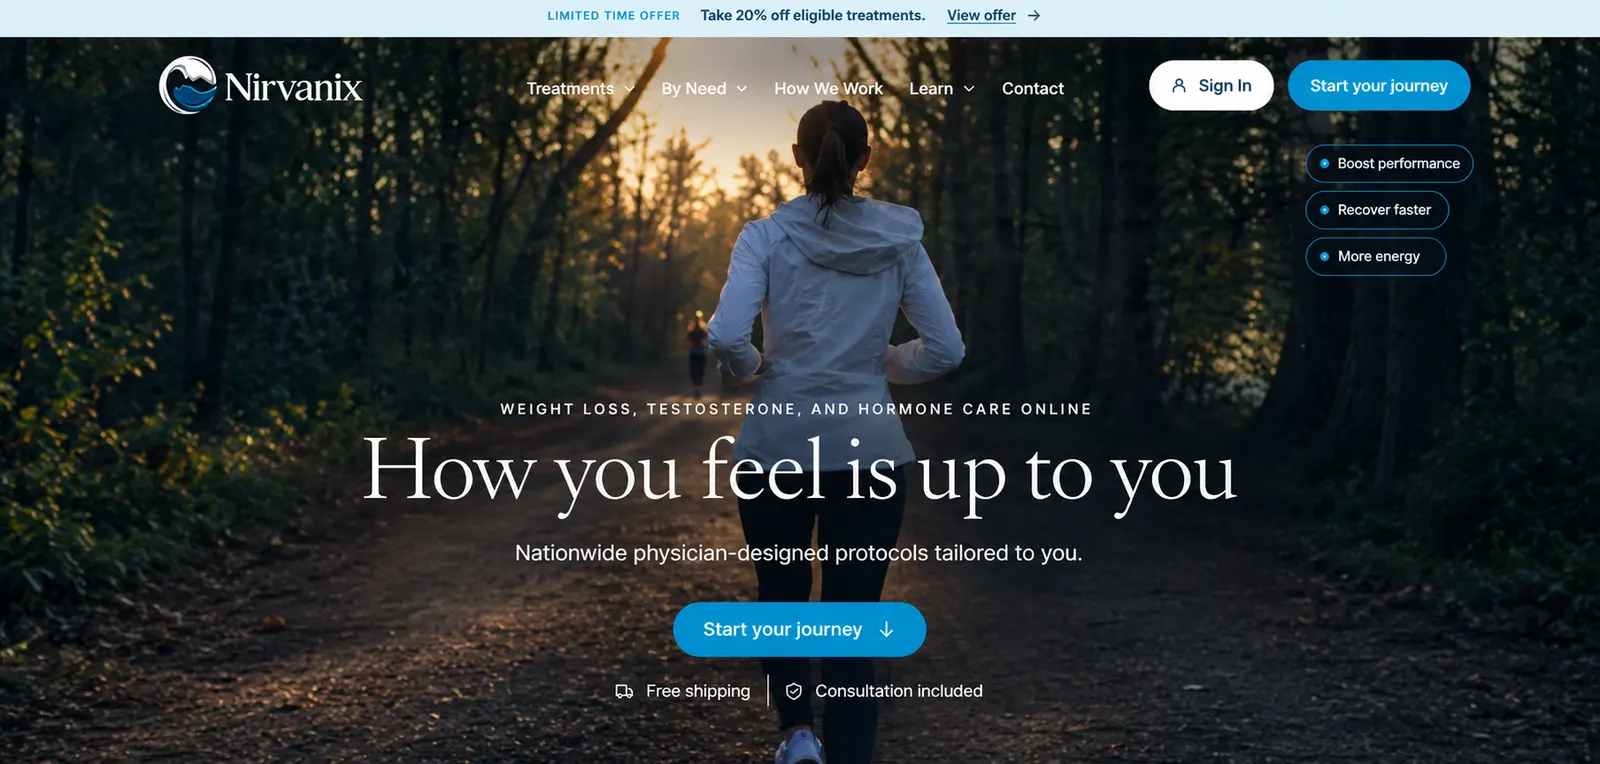 LIMITED TIME OFFER Take 20% off eligible treatments. View offer
Nirvanix Treatments By Need How We Work Learn Contact Sign In Start your journey
Boost performance
Recover faster
More energy
WEIGHT LOSS, TESTOSTERONE, AND HORMONE CARE ONLINE
How you feel is up to you
Nationwide physician-designed protocols tailored to you.
Start your journey
Free shipping Consultation included